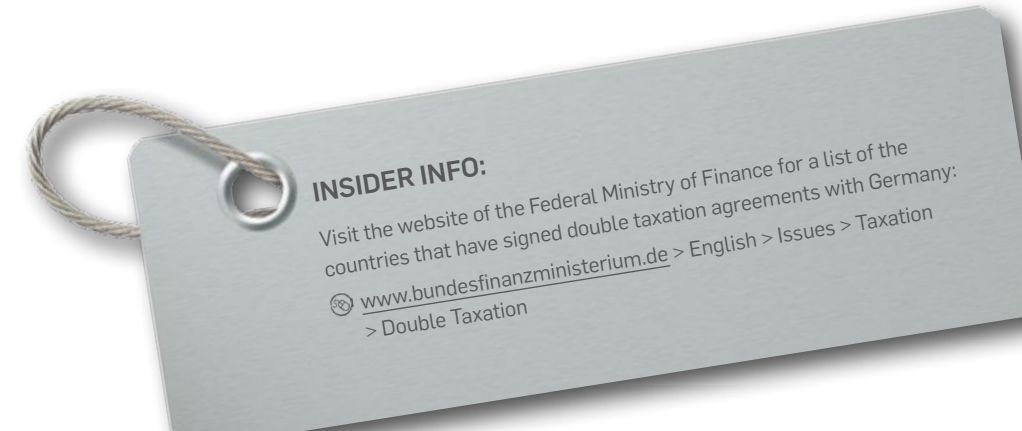 INSIDER INFO:
Visit the website of the Federal Ministry of Finance for a list of the
countries that have signed double taxation agreements with Germany:
www.bundesfinanzministerium.de > English > Issues > Taxation
> Double Taxation